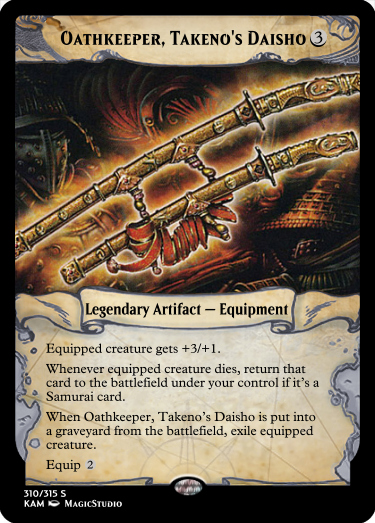 Oathkeeper, Takeno's Daisho 3
Legendary Artifact — Equipment
Equipped creature gets +3/+1.
Whenever equipped creature dies, return that
card to the battlefield under your control if it's a
Samurai card.
When Oathkeeper, Takeno's Daisho is put into
a graveyard from the battlefield, exile equipped
creature.
Equip 2
310/315 S
KAM MagicStudio